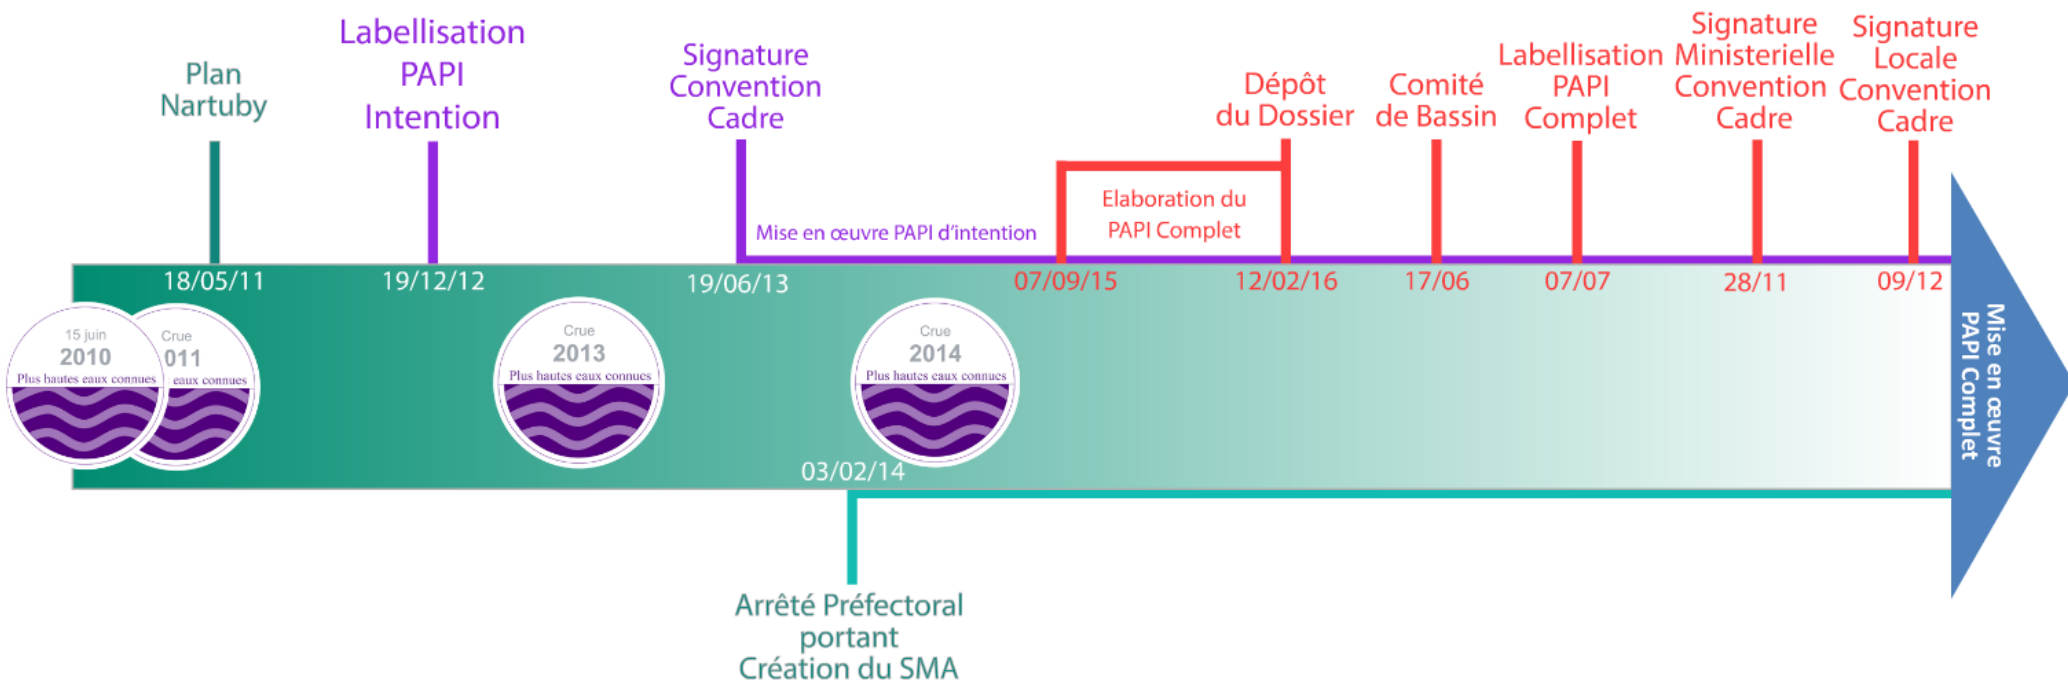 Plan
Nartuby
Labellisation
PAPI
Intention
Signature
Convention
Cadre
Dépôt
du Dossier
Comité
de Bassin
Labellisation
PAPI
Complet
Signature
Ministerielle
Convention
Cadre
Signature
Locale
Convention
Cadre
Mise en œuvre PAPI d'intention
Elaboration du
PAPI Complet
18/05/11
19/12/12
19/06/13
07/09/15
12/02/16
17/06
07/07
28/11
09/12
15 juin
2010
Plus hautes eaux connues
Crue
011
eaux connues
Crue
2013
Plus hautes eaux connues
Crue
2014
Plus hautes eaux connues
Mise en œuvre
PAPI Complet
03/02/14
Arrêté Préfectoral
portant
Création du SMA